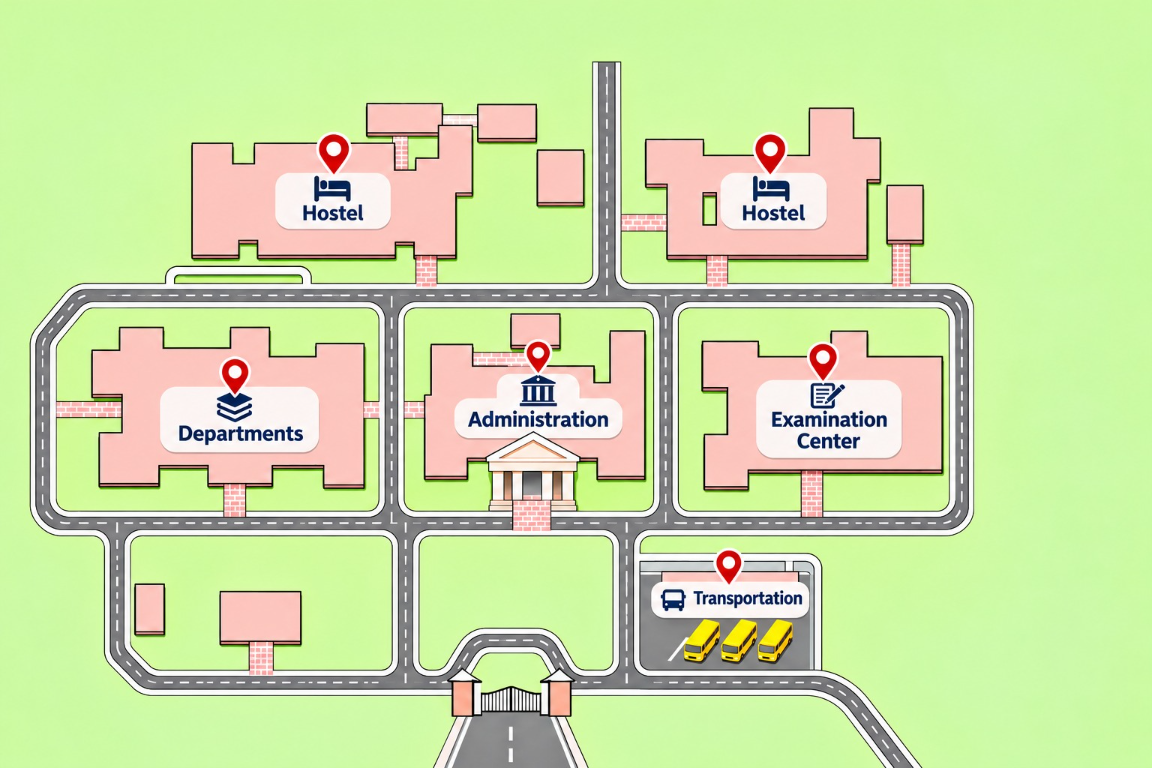 Hostel
Hostel
Departments
Administration
Examination
Center
Transportation